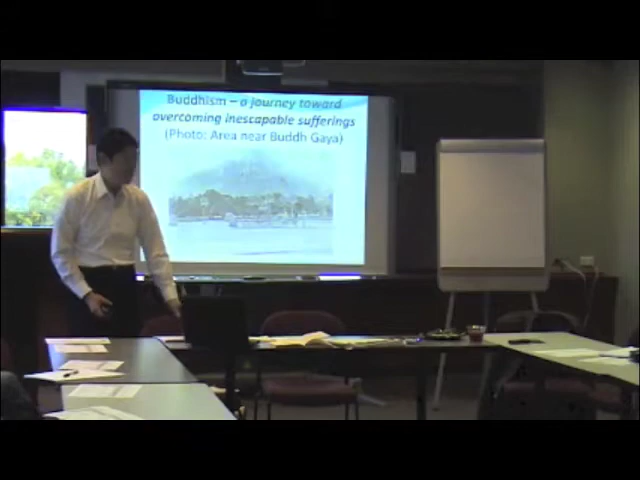 Buddhism – a journey toward
overcoming inescapable sufferings
(Photo: Area near Buddh Gaya)